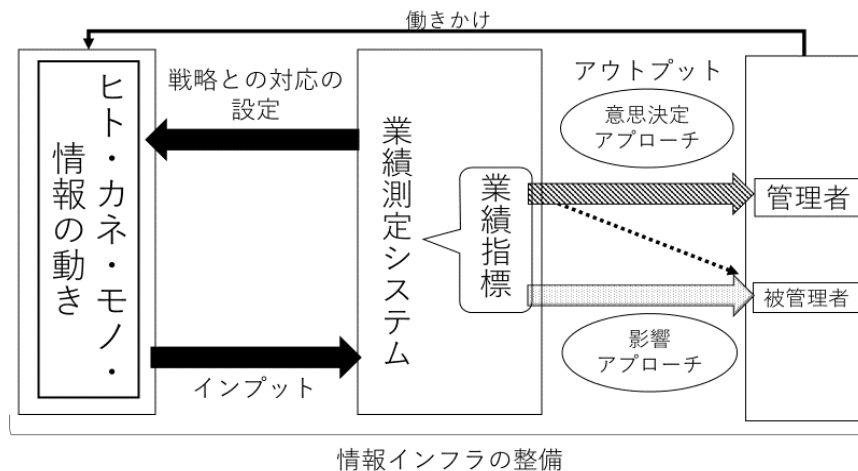 働きかけ
ヒト・カネ・モノ・
情報の動き
戦略との対応の
設定
インプット
業績測定システム
業績指標
アウトプット
意思決定
アプローチ
影響
アプローチ
管理者
被管理者
情報インフラの整備